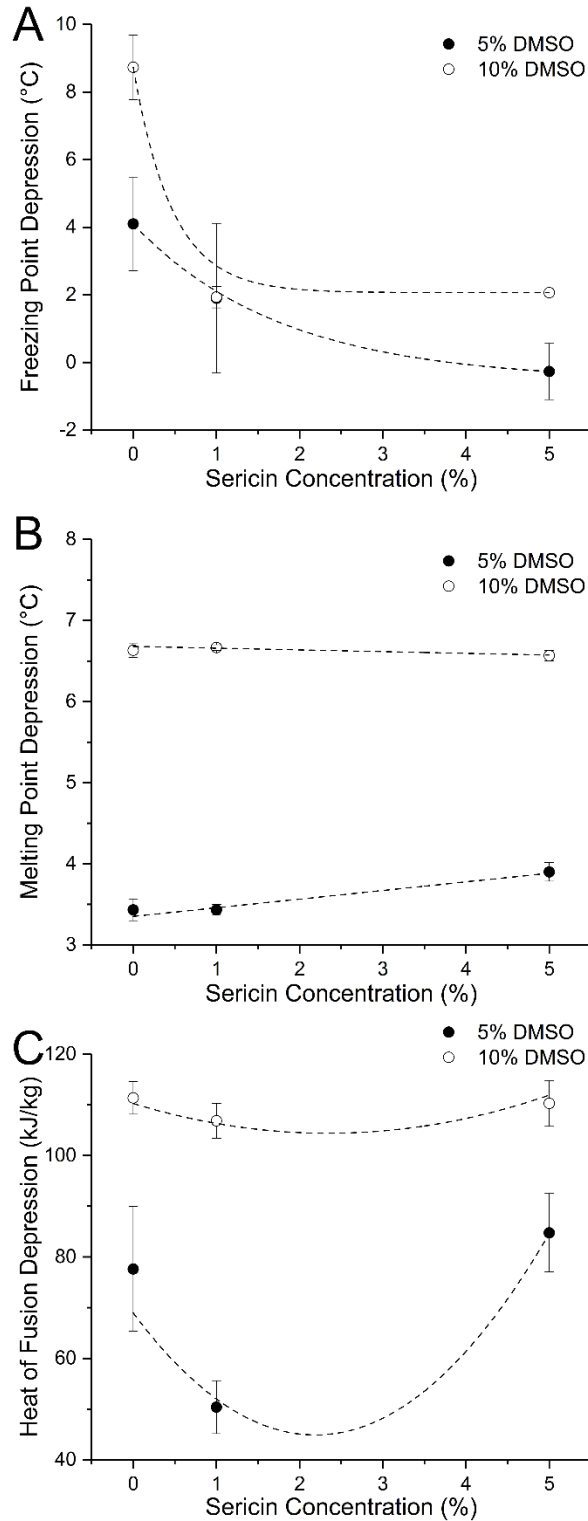 A
5% DMSO
10% DMSO
Freezing Point Depression (°C)
10
8
6
4
2
0
-2
0 1 2 3 4 5
Sericin Concentration (%)
B
5% DMSO
10% DMSO
Melting Point Depression (°C)
8
7
6
5
4
3
0 1 2 3 4 5
Sericin Concentration (%)
C
5% DMSO
10% DMSO
Heat of Fusion Depression (kJ/kg)
120
100
80
60
40
0 1 2 3 4 5
Sericin Concentration (%)